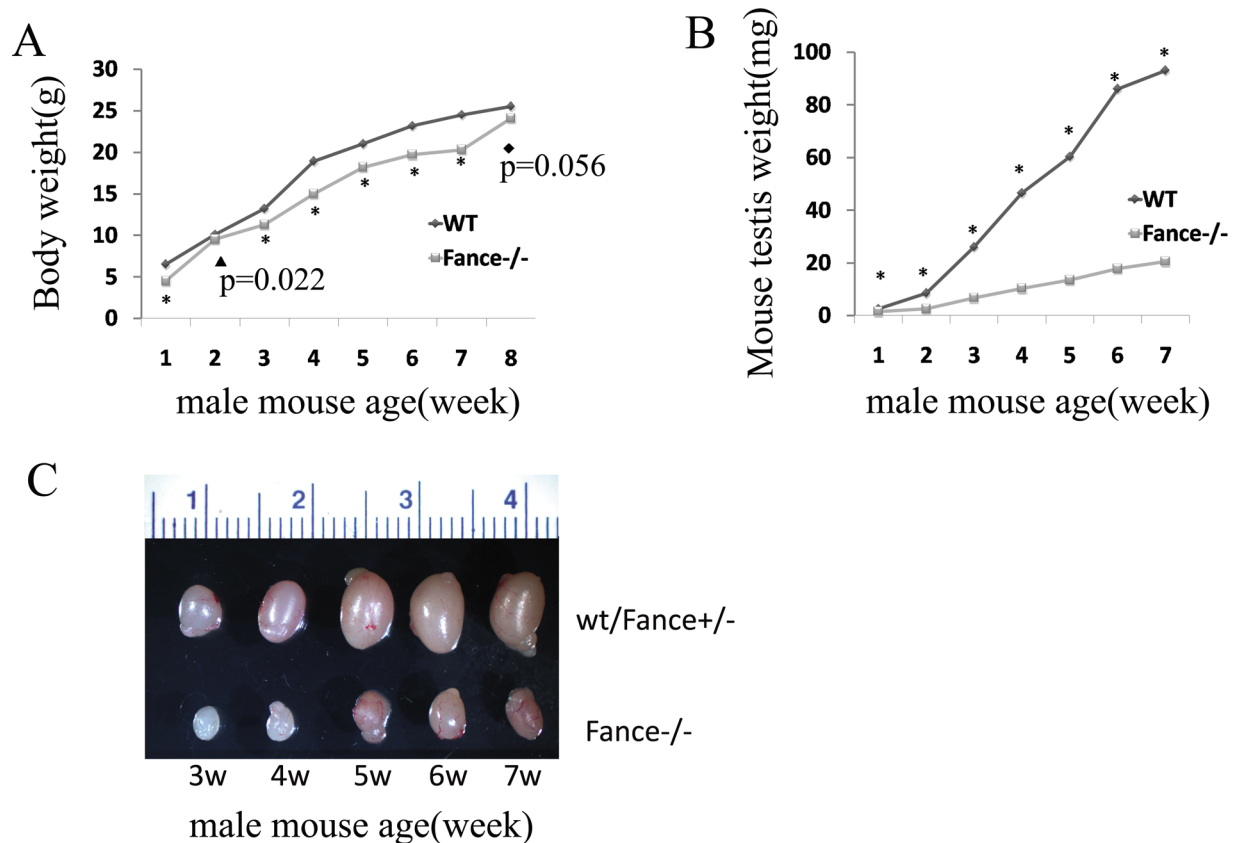 A
Body weight(g)
30
25
20
15
10
5
0
*
▲
p=0.022
*
*
*
*
*
◆
p=0.056
WT
Fance-/-
1 2 3 4 5 6 7 8
male mouse age(week)
B
Mouse testis weight(mg)
100
80
60
40
20
0
* * * * * * *
WT
Fance-/-
1 2 3 4 5 6 7
male mouse age(week)
C
1 2 3 4
wt/Fance+/-
Fance-/-
3w 4w 5w 6w 7w
male mouse age(week)